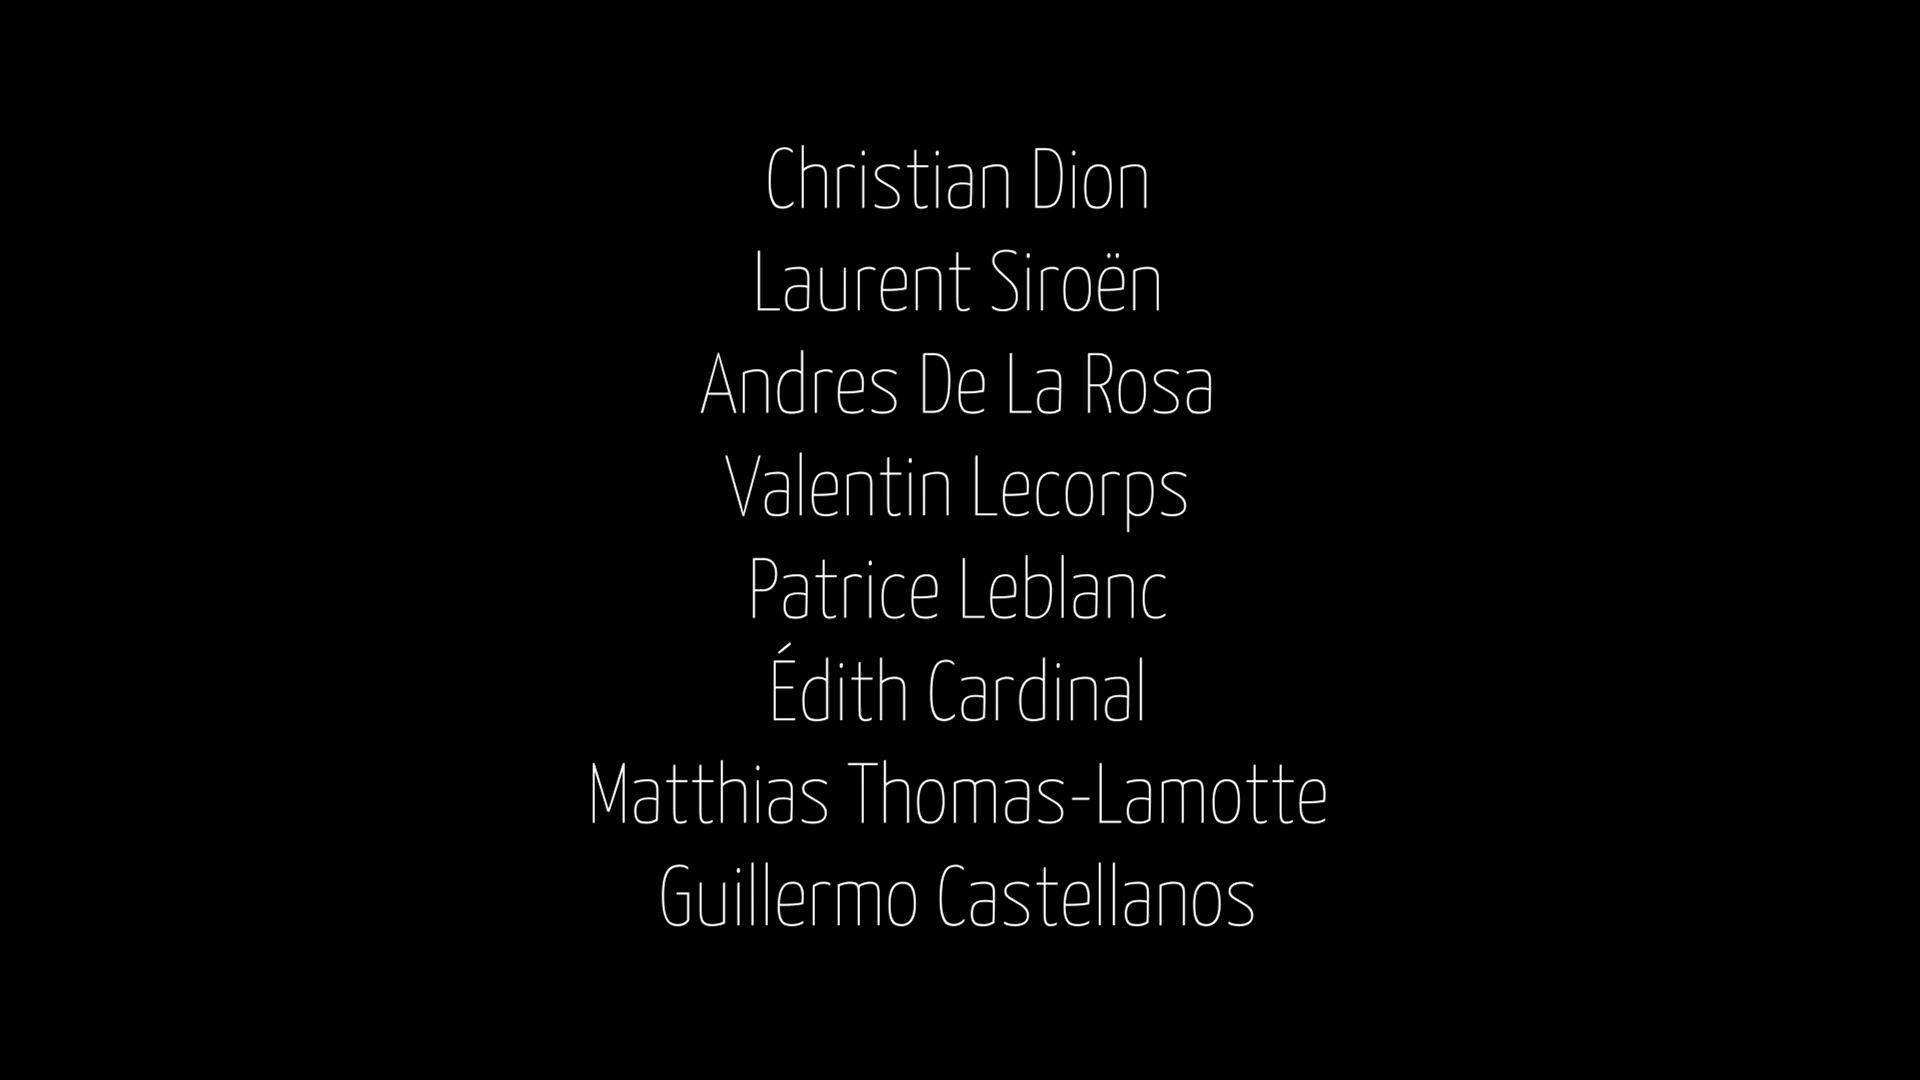 Christian Dion
Laurent Siroën
Andres De La Rosa
Valentin Lecorps
Patrice Leblanc
Édith Cardinal
Matthias Thomas-Lamotte
Guillermo Castellanos